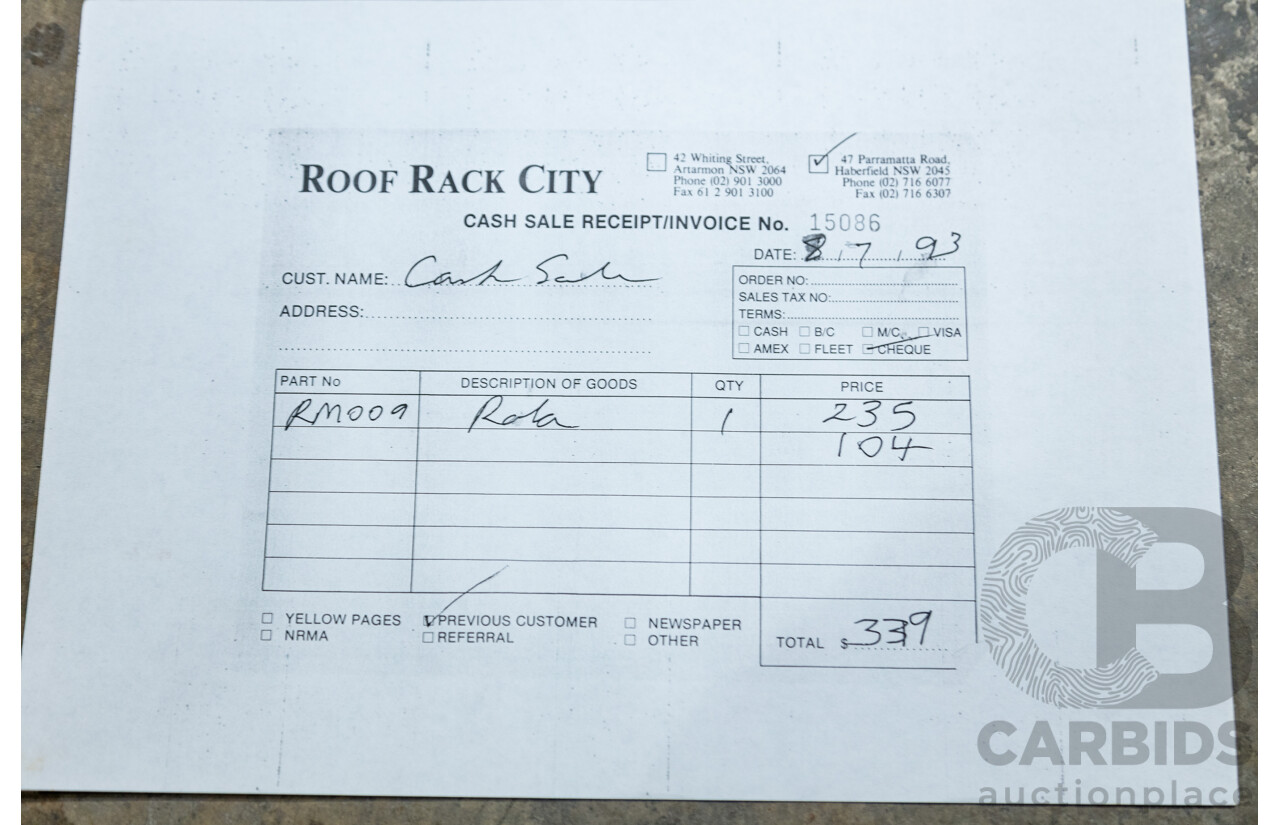 ROOF RACK CITY
42 Whiting Street,
Artarmon NSW 2064
Phone (02) 901 3000
Fax 61 2 901 3100
47 Parramatta Road,
Haberfield NSW 2045
Phone (02) 716 6077
Fax (02) 716 6307
CASH SALE RECEIPT/INVOICE No. 15086
DATE: 8.7.93
CUST. NAME: Cash Sale
ADDRESS:
ORDER NO:
SALES TAX NO:
TERMS:
CASH B/C M/C VISA
AMEX FLEET CHEQUE
PART No DESCRIPTION OF GOODS QTY PRICE
RM009 Rola 1 235
104
YELLOW PAGES PREVIOUS CUSTOMER NEWSPAPER
NRMA REFERRAL OTHER
TOTAL $ 339
CB
CARBIDS
auctionplace